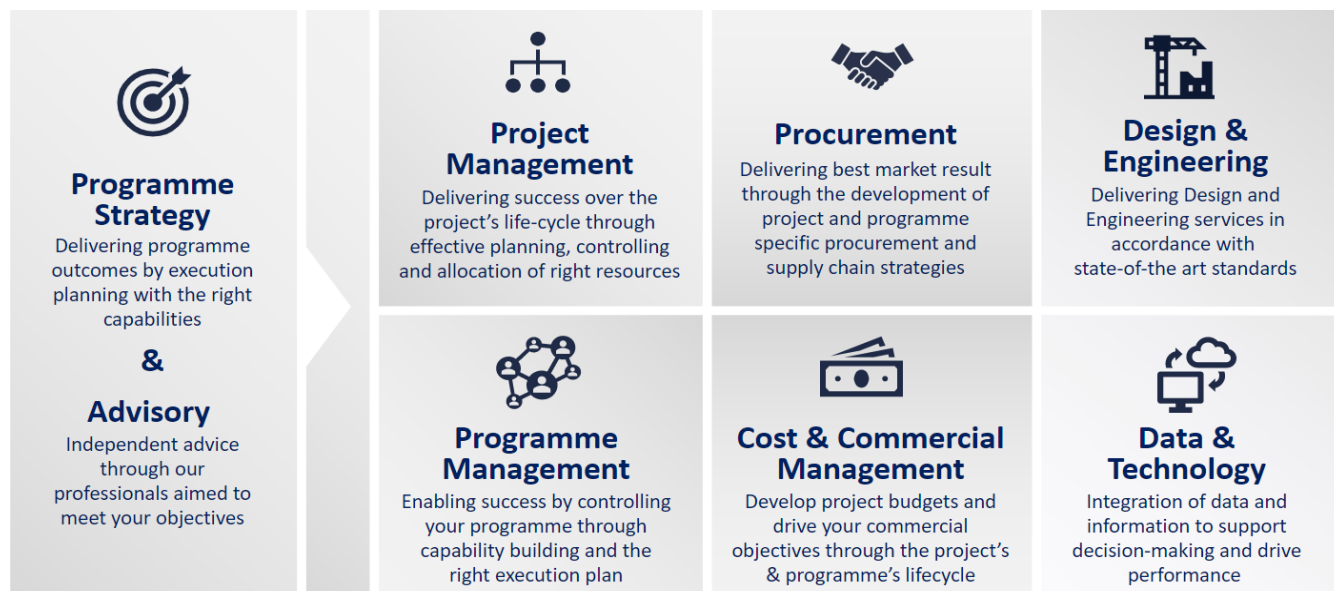 Programme
Strategy
Delivering programme
outcomes by execution
planning with the right
capabilities
&
Advisory
Independent advice
through our
professionals aimed to
meet your objectives
Project
Management
Delivering success over the
project's life-cycle through
effective planning, controlling
and allocation of right resources
Procurement
Delivering best market result
through the development of
project and programme
specific procurement and
supply chain strategies
Design &
Engineering
Delivering Design and
Engineering services in
accordance with
state-of-the art standards
Programme
Management
Enabling success by controlling
your programme through
capability building and the
right execution plan
Cost & Commercial
Management
Develop project budgets and
drive your commercial
objectives through the project's
& programme's lifecycle
Data &
Technology
Integration of data and
information to support
decision-making and drive
performance